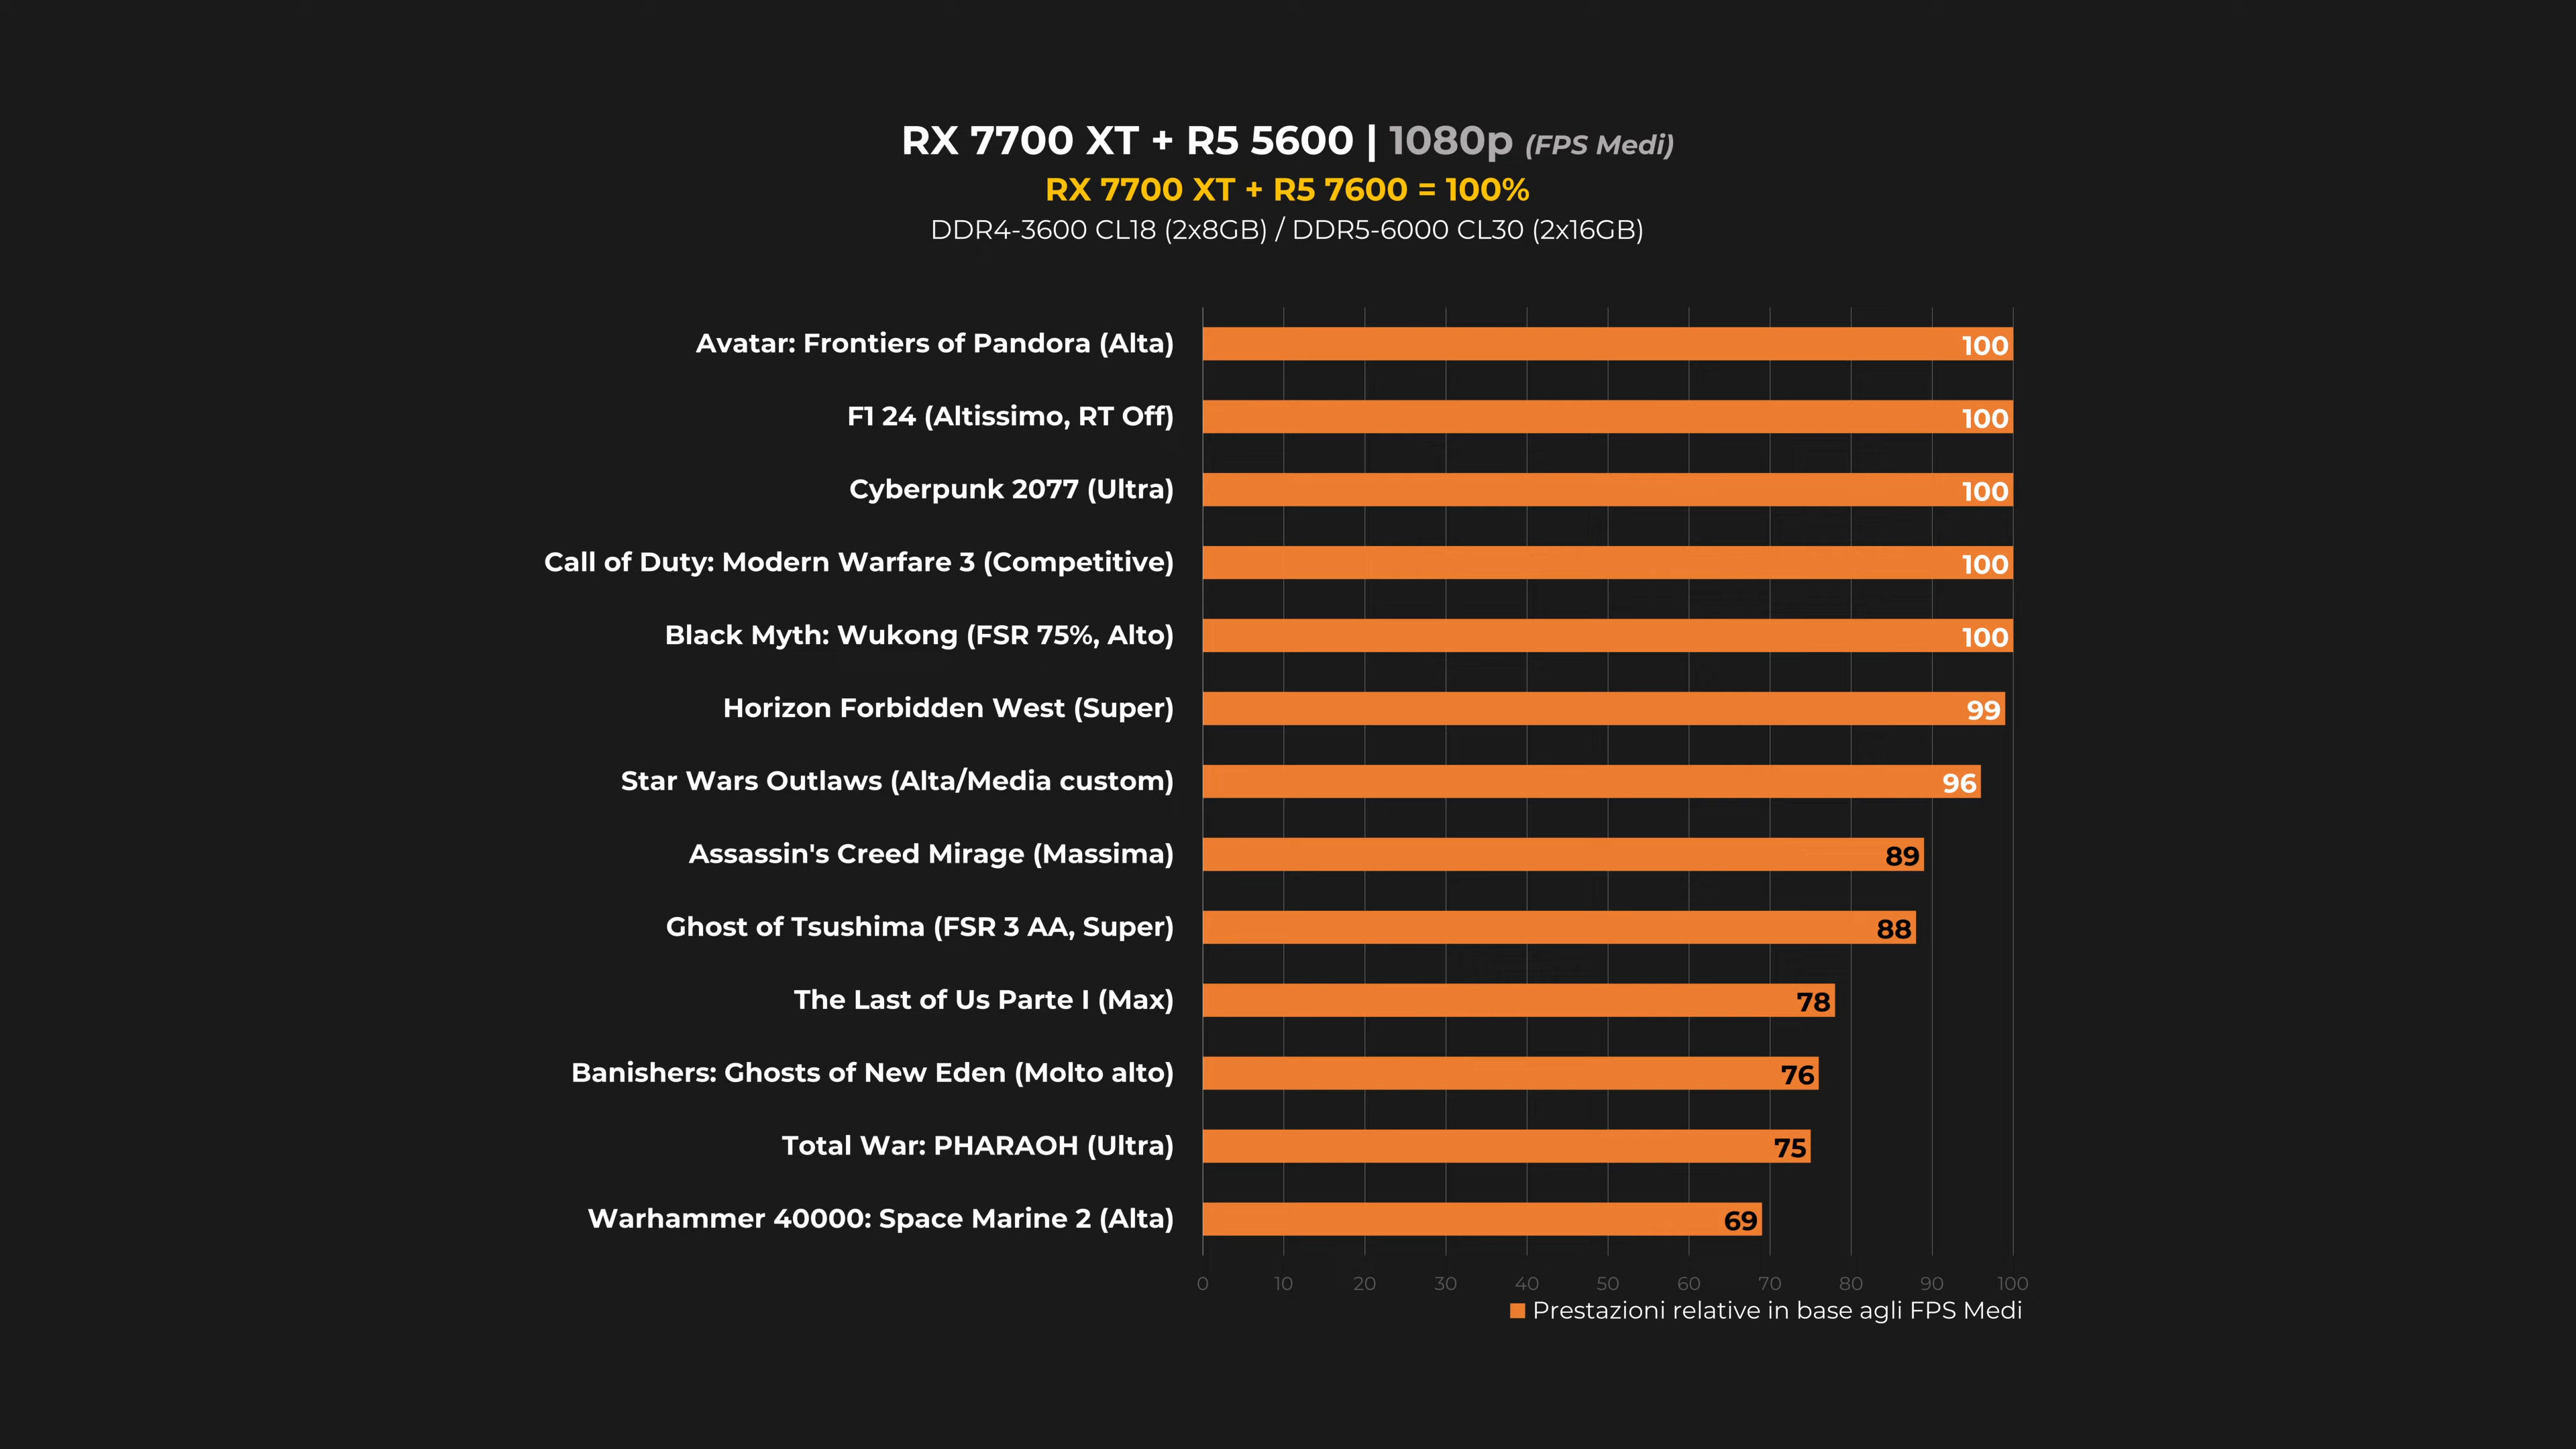 RX 7700 XT + R5 5600 | 1080p (FPS Medi)
RX 7700 XT + R5 7600 = 100%
DDR4-3600 CL18 (2x8GB) / DDR5-6000 CL30 (2x16GB)
Avatar: Frontiers of Pandora (Alta) 100
F1 24 (Altissimo, RT Off) 100
Cyberpunk 2077 (Ultra) 100
Call of Duty: Modern Warfare 3 (Competitive) 100
Black Myth: Wukong (FSR 75%, Alto) 100
Horizon Forbidden West (Super) 99
Star Wars Outlaws (Alta/Media custom) 96
Assassin's Creed Mirage (Massima) 89
Ghost of Tsushima (FSR 3 AA, Super) 88
The Last of Us Parte I (Max) 78
Banishers: Ghosts of New Eden (Molto alto) 76
Total War: PHARAOH (Ultra) 75
Warhammer 40000: Space Marine 2 (Alta) 69
0 10 20 30 40 50 60 70 80 90 100
Prestazioni relative in base agli FPS Medi